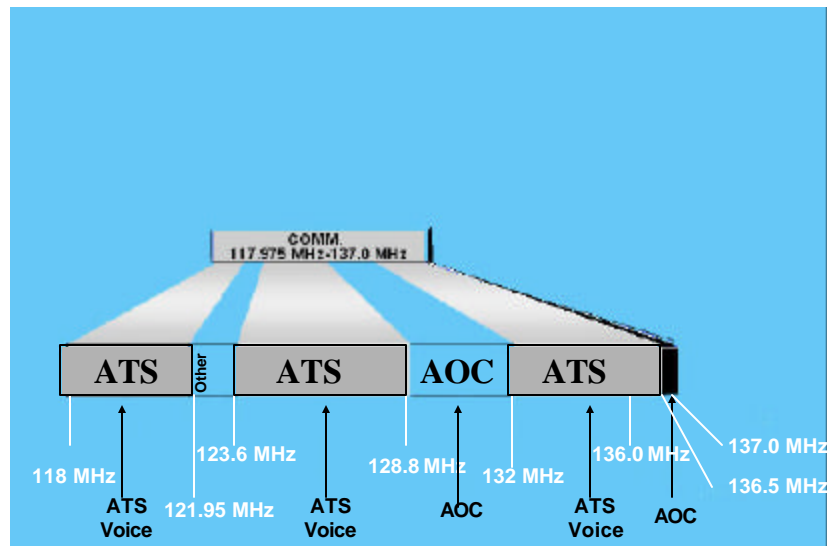 COMM.
117.975 MHz-137.0 MHz
ATS
Other
ATS
AOC
ATS
118 MHz
121.95 MHz
123.6 MHz
128.8 MHz
132 MHz
136.0 MHz
137.0 MHz
136.5 MHz
ATS
Voice
ATS
Voice
AOC
ATS
Voice
AOC